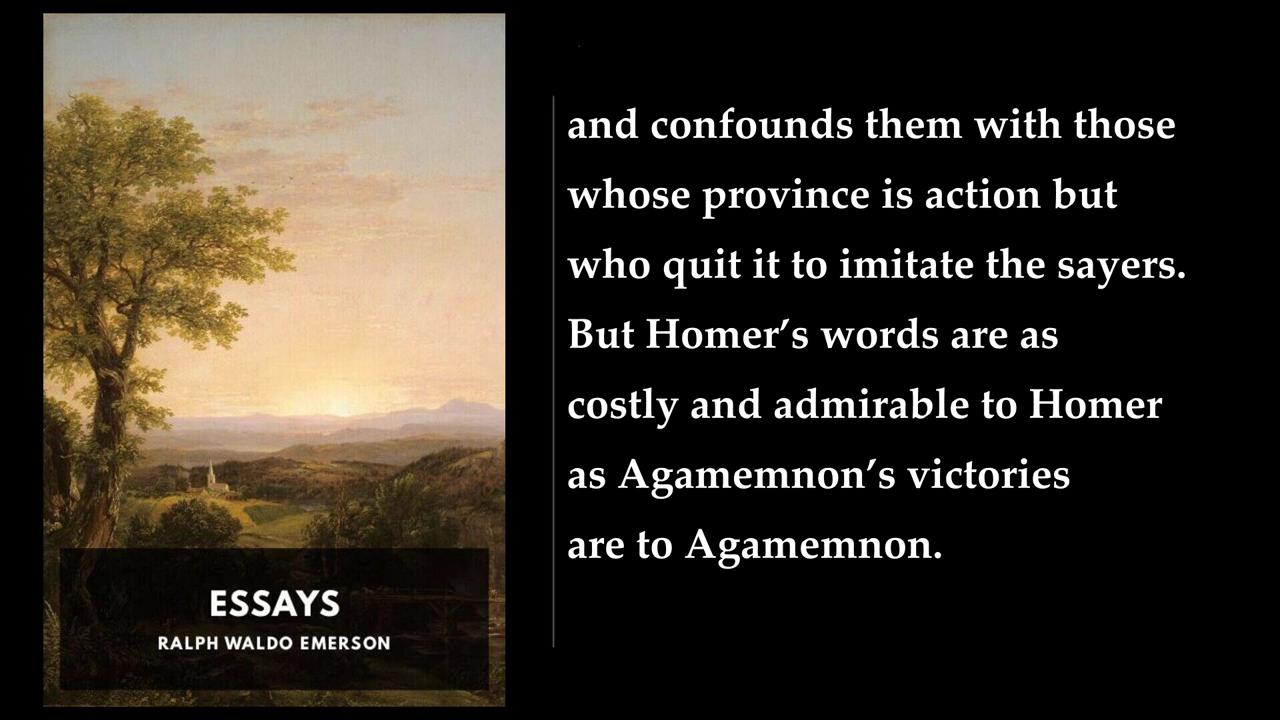 ESSAYS
RALPH WALDO EMERSON
and confounds them with those
whose province is action but
who quit it to imitate the sayers.
But Homer’s words are as
costly and admirable to Homer
as Agamemnon’s victories
are to Agamemnon.